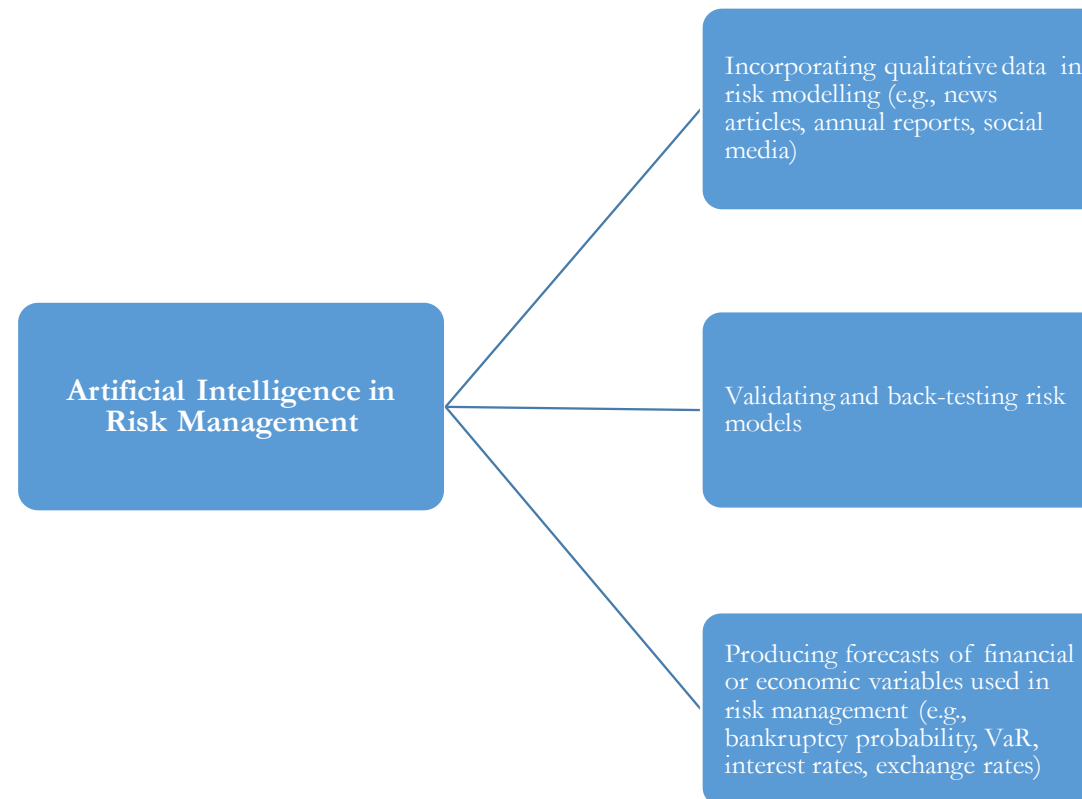 Incorporating qualitative data in
risk modelling (e.g., news
articles, annual reports, social
media)
Artificial Intelligence in
Risk Management
Validating and back-testing risk
models
Producing forecasts of financial
or economic variables used in
risk management (e.g.,
bankruptcy probability, VaR,
interest rates, exchange rates)